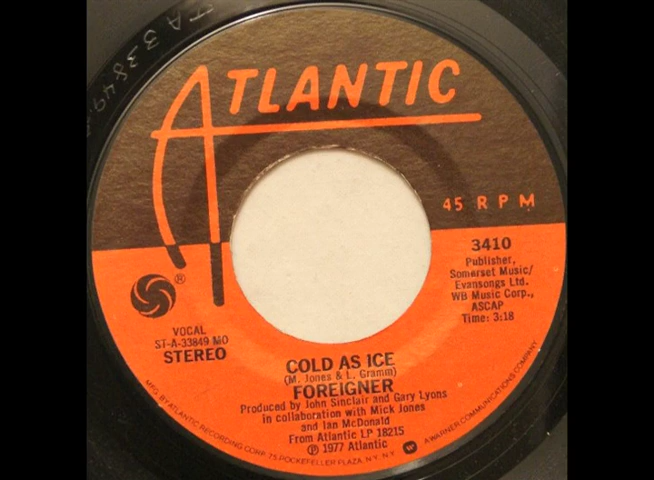 TA 33849
ATLANTIC
45 RPM
3410
Publisher,
Somerset Music/
Evansongs Ltd.
WB Music Corp.,
ASCAP
Time: 3:18
®
VOCAL
ST-A-33849 MO
STEREO
COLD AS ICE
(M. Jones & L. Gramm)
FOREIGNER
Produced by John Sinclair and Gary Lyons
in collaboration with Mick Jones
and Ian McDonald
From Atlantic LP 18215
℗ 1977 Atlantic
MFG. BY ATLANTIC RECORDING CORP. 75 ROCKEFELLER PLAZA, N.Y. N.Y. W A WARNER COMMUNICATIONS COMPANY